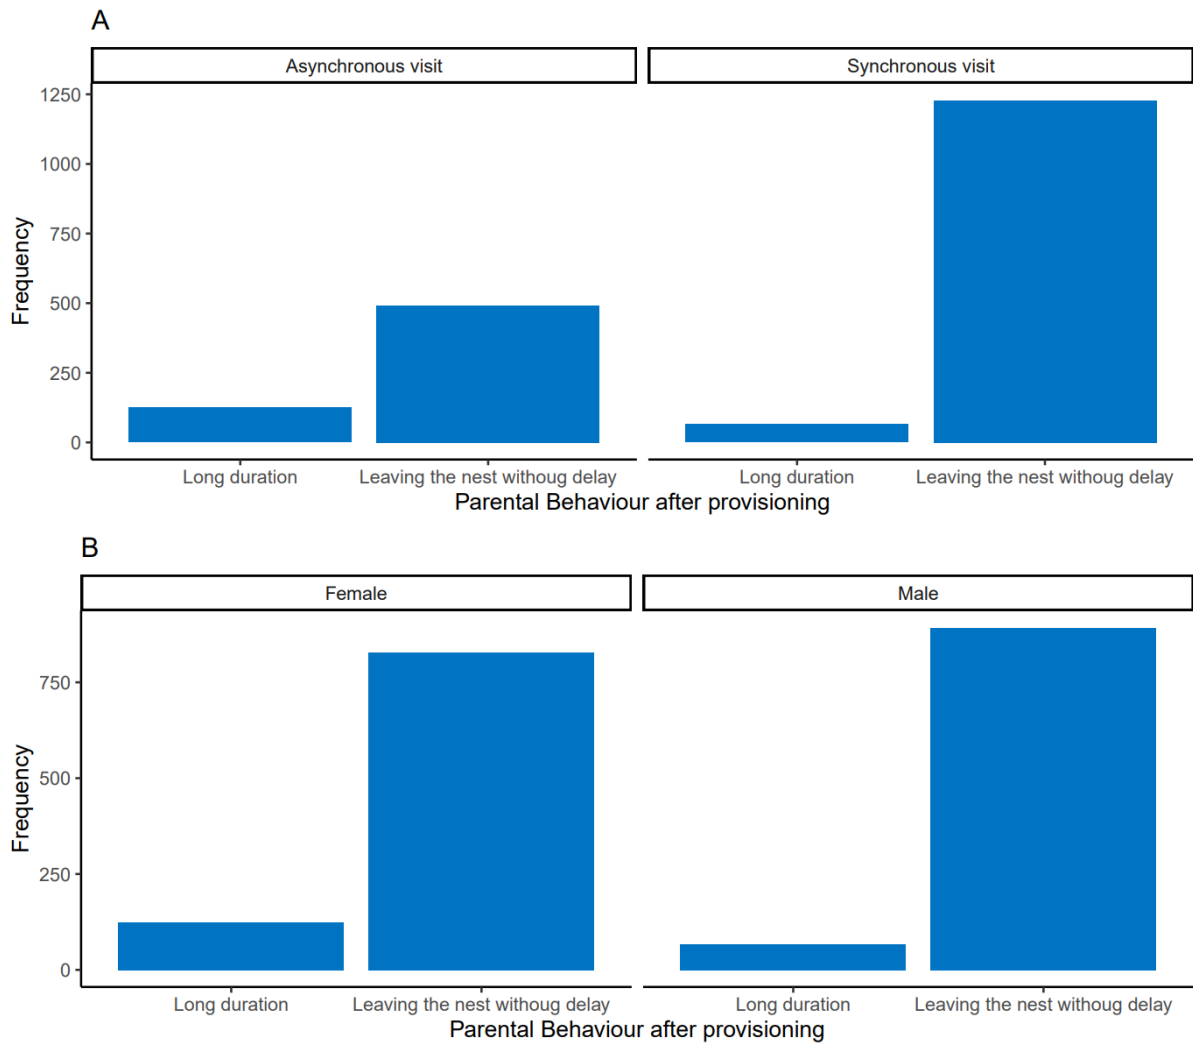 A
Asynchronous visit
Synchronous visit
1250
1000
750
500
250
0
Frequency
Long duration
Leaving the nest withoug delay
Long duration
Leaving the nest withoug delay
Parental Behaviour after provisioning
B
Female
Male
750
500
250
0
Frequency
Long duration
Leaving the nest withoug delay
Long duration
Leaving the nest withoug delay
Parental Behaviour after provisioning